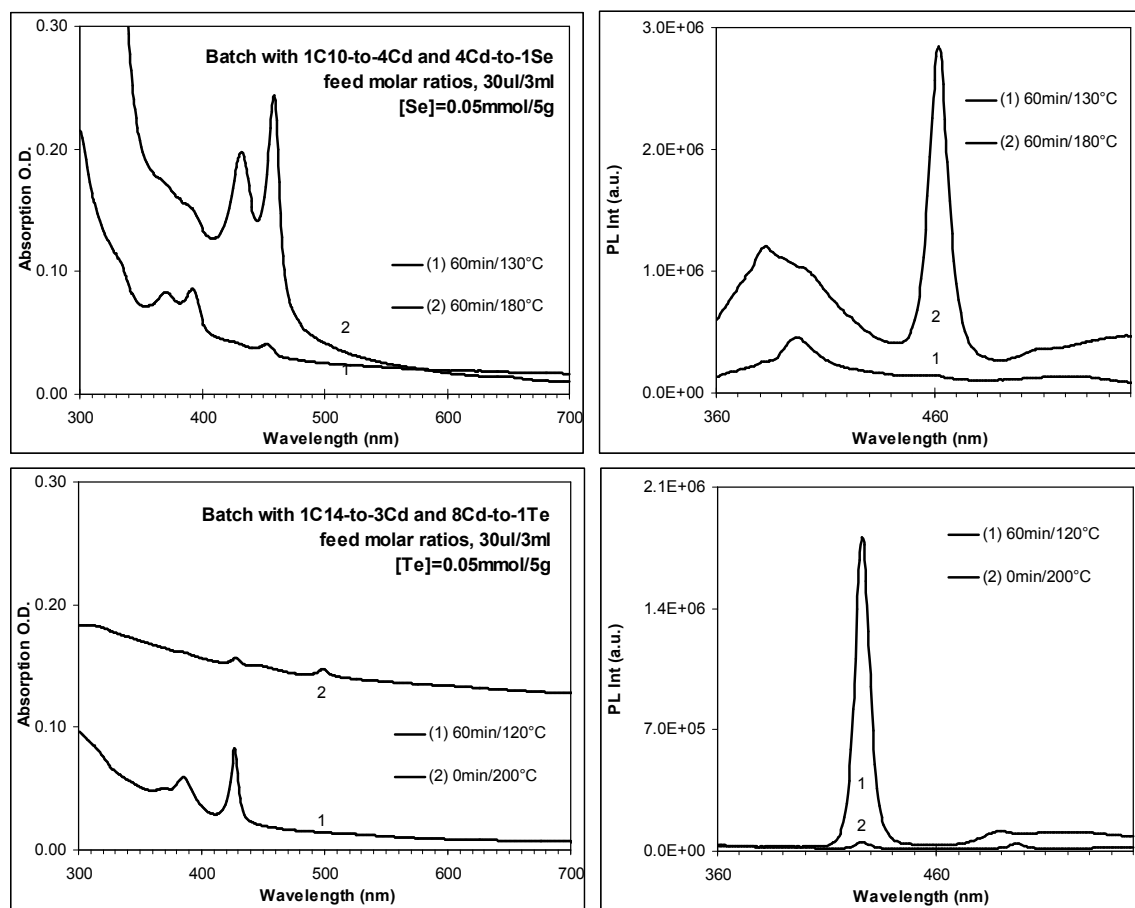 0.30
0.20
0.10
0.00
Absorption O.D.
Batch with 1C10-to-4Cd and 4Cd-to-1Se
feed molar ratios, 30ul/3ml
[Se]=0.05mmol/5g
(1) 60min/130°C
(2) 60min/180°C
2
1
300
400
500
600
700
Wavelength (nm)
3.0E+06
2.0E+06
1.0E+06
0.0E+00
PL Int (a.u.)
(1) 60min/130°C
(2) 60min/180°C
2
1
360
460
Wavelength (nm)
0.30
0.20
0.10
0.00
Absorption O.D.
Batch with 1C14-to-3Cd and 8Cd-to-1Te
feed molar ratios, 30ul/3ml
[Te]=0.05mmol/5g
2
(1) 60min/120°C
(2) 0min/200°C
1
300
400
500
600
700
Wavelength (nm)
2.1E+06
1.4E+06
7.0E+05
0.0E+00
PL Int (a.u.)
(1) 60min/120°C
(2) 0min/200°C
1
2
360
460
Wavelength (nm)